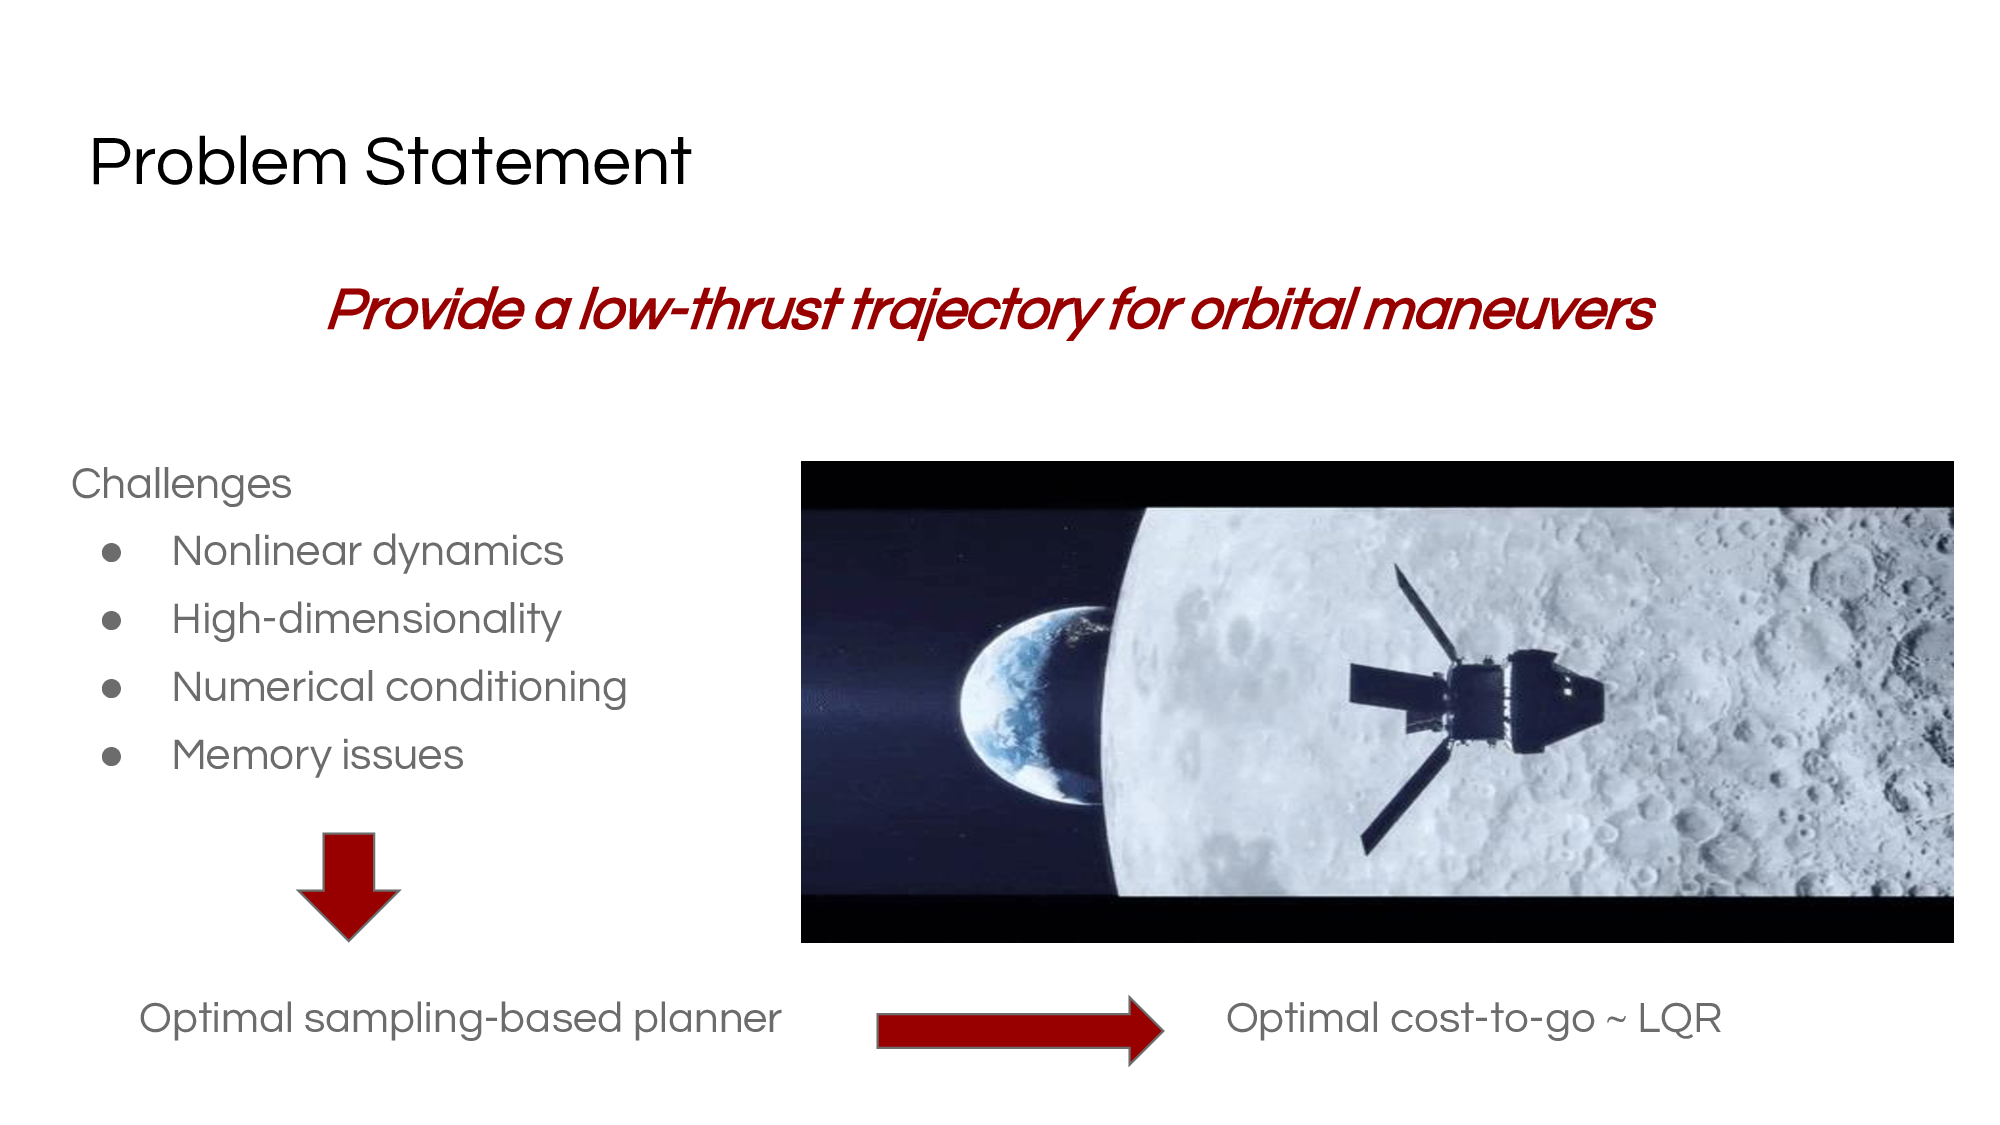 Problem Statement
Provide a low-thrust trajectory for orbital maneuvers
Challenges
● Nonlinear dynamics
● High-dimensionality
● Numerical conditioning
● Memory issues
Optimal sampling-based planner
Optimal cost-to-go ~ LQR